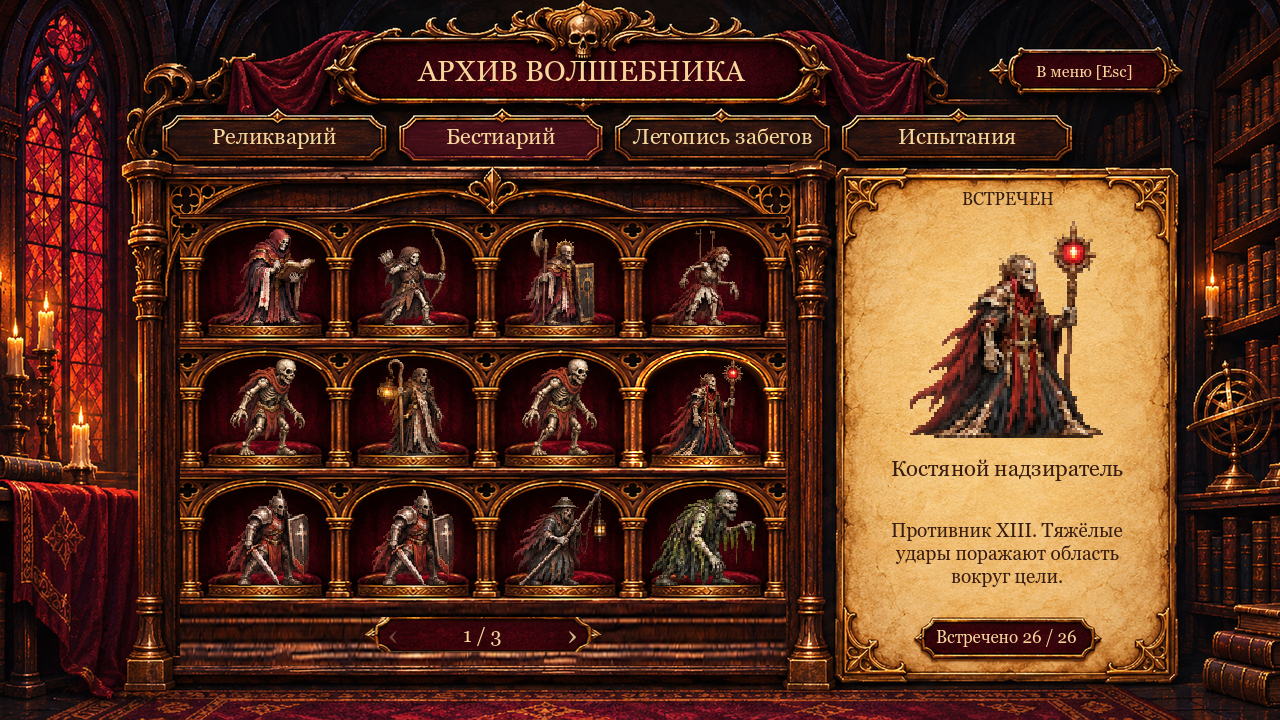 АРХИВ ВОЛШЕБНИКА
В меню [Esc]
Реликварий
Бестиарий
Летопись забегов
Испытания
ВСТРЕЧЕН
Костяной надзиратель
Противник XIII. Тяжёлые
удары поражают область
вокруг цели.
‹ 1 / 3 ›
Встречено 26 / 26